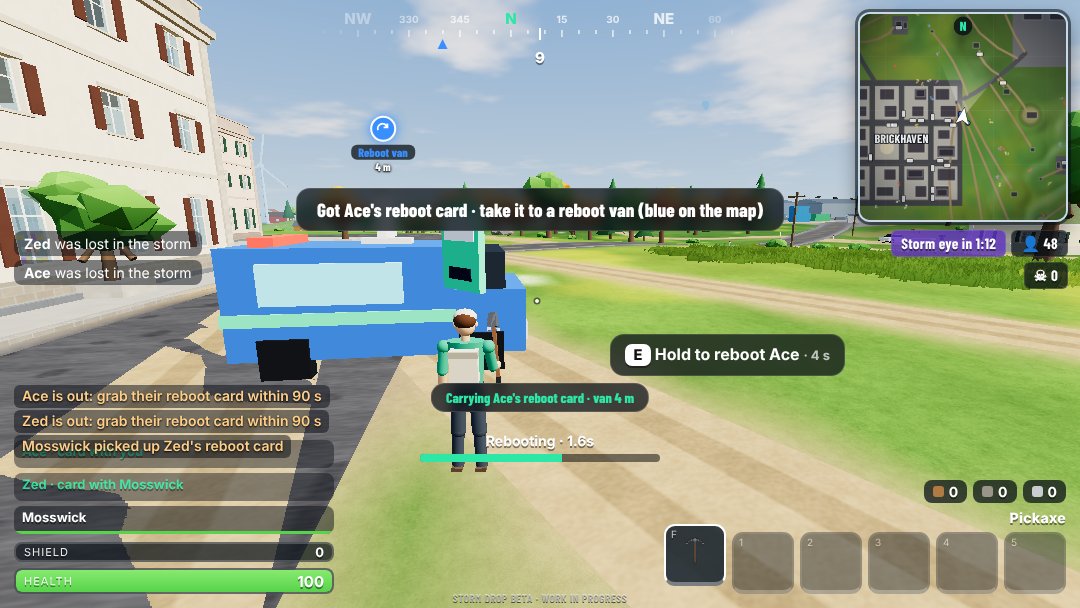 NW 330 345 N 15 30 NE 60
9
N
Reboot van
4 m
BRICKHAVEN
Got Ace's reboot card · take it to a reboot van (blue on the map)
Zed was lost in the storm
Ace was lost in the storm
Storm eye in 1:12
48
0
E Hold to reboot Ace · 4 s
Carrying Ace's reboot card · van 4 m
Ace is out: grab their reboot card within 90 s
Zed is out: grab their reboot card within 90 s
Mosswick picked up Zed's reboot card
Rebooting · 1.6s
Zed · card with Mosswick
Mosswick
0 0 0
Pickaxe
F 1 2 3 4 5
SHIELD 0
HEALTH 100
STORM DROP BETA · WORK IN PROGRESS